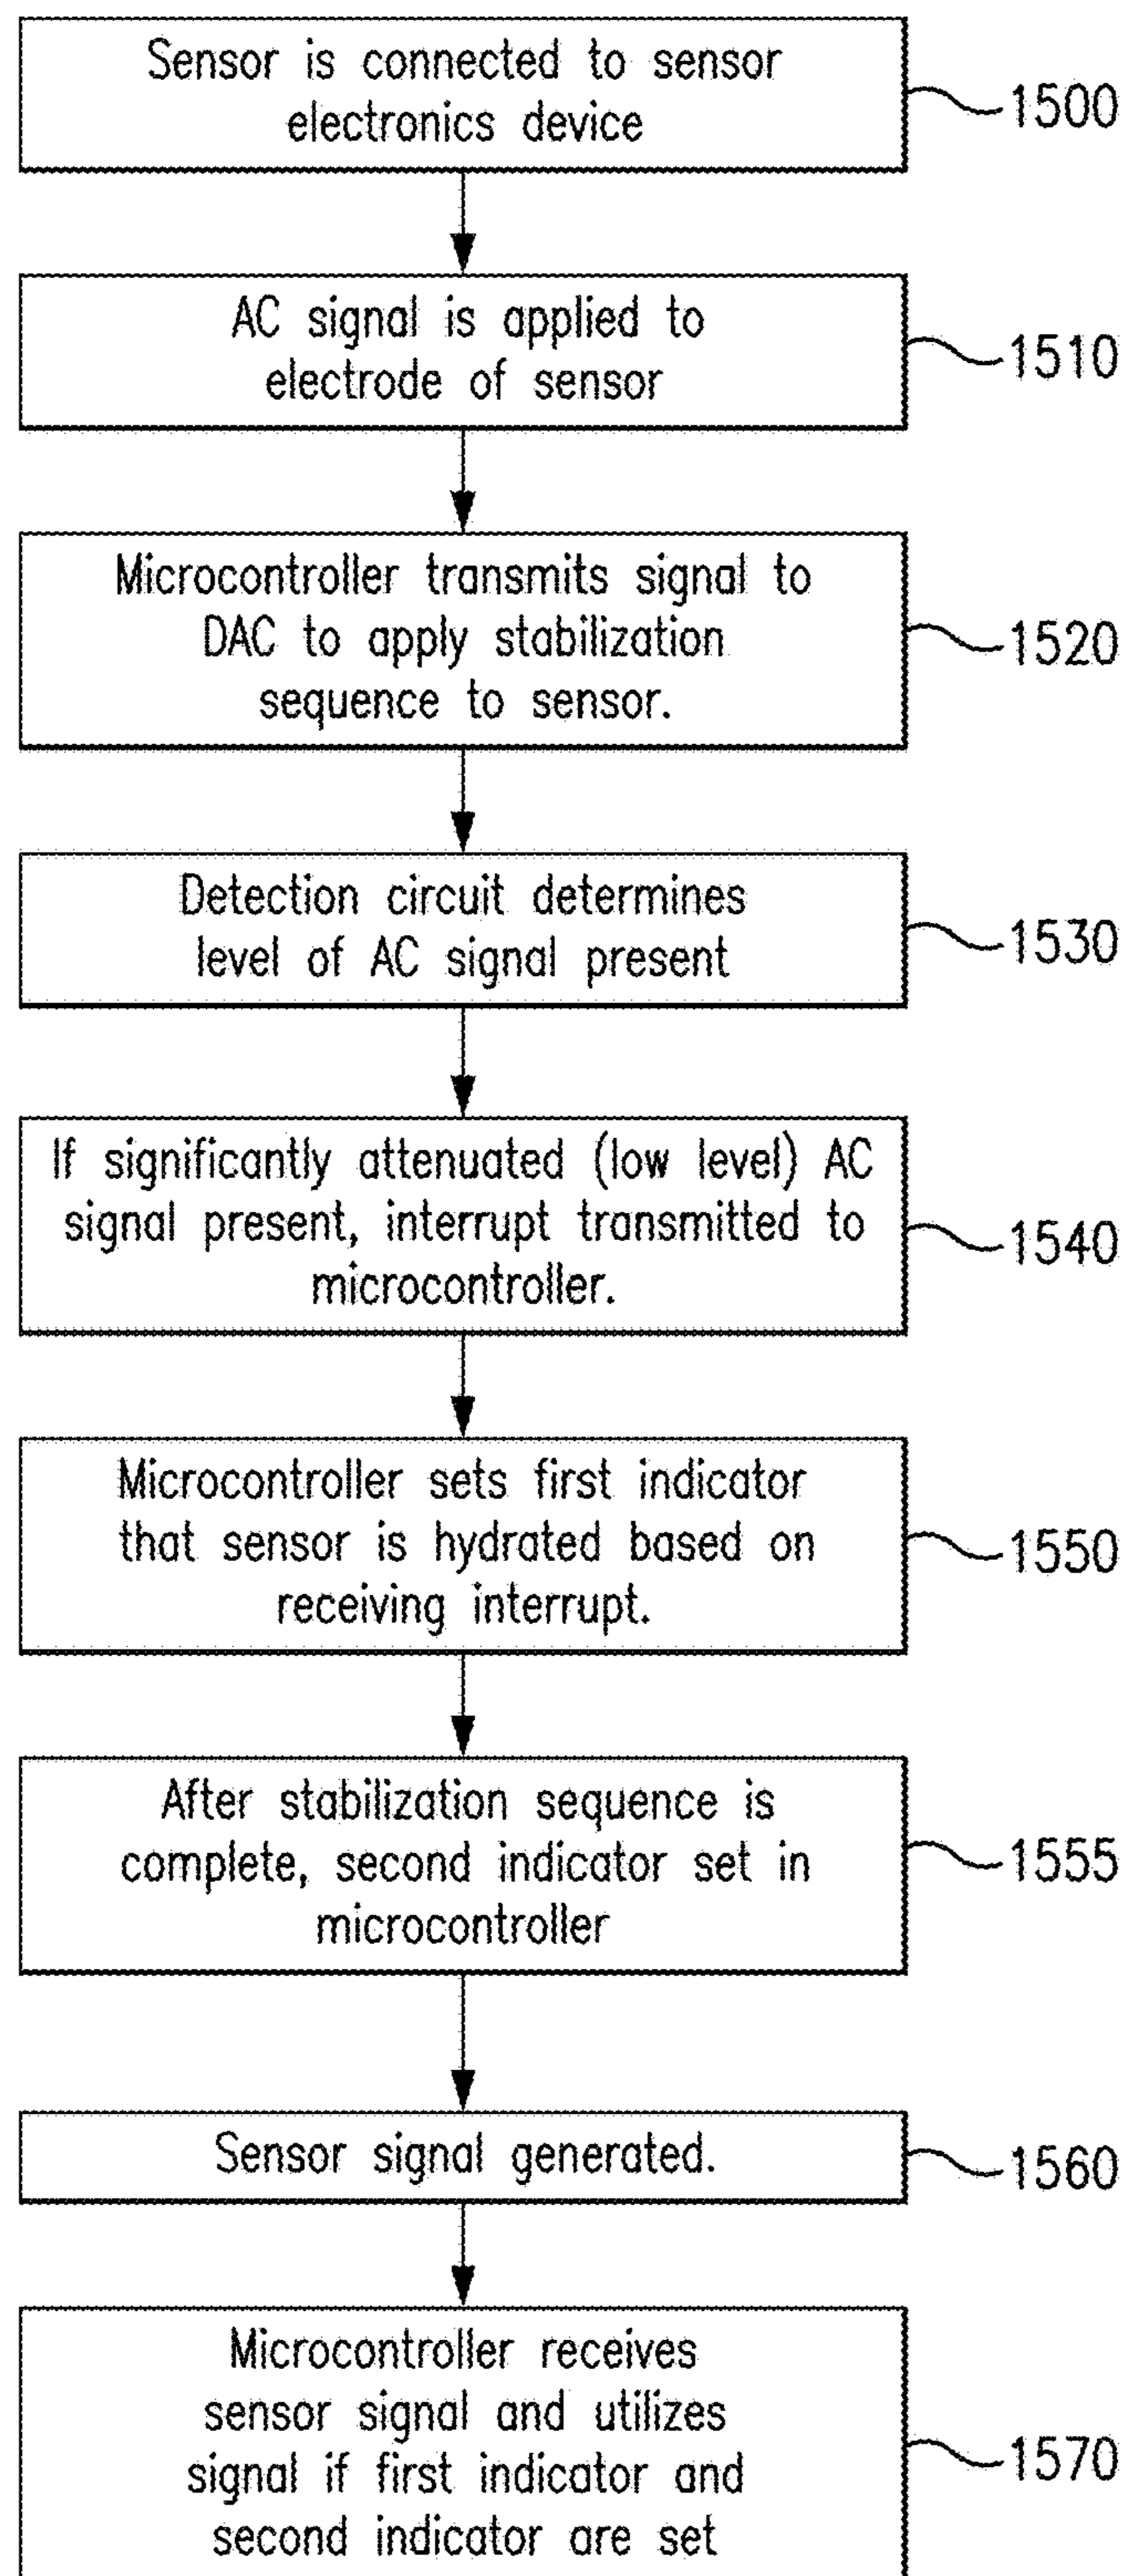 Sensor is connected to sensor
electronics device
1500
AC signal is applied to
electrode of sensor
1510
Microcontroller transmits signal to
DAC to apply stabilization
sequence to sensor.
1520
Detection circuit determines
level of AC signal present
1530
If significantly attenuated (low level) AC
signal present, interrupt transmitted to
microcontroller.
1540
Microcontroller sets first indicator
that sensor is hydrated based on
receiving interrupt.
1550
After stabilization sequence is
complete, second indicator set in
microcontroller
1555
Sensor signal generated.
1560
Microcontroller receives
sensor signal and utilizes
signal if first indicator and
second indicator are set
1570